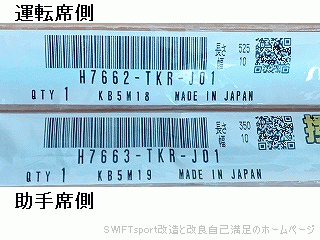 運転席側
長さ 525
幅 10
H7662-TKR-J01
QTY 1 KB5M18 MADE IN JAPAN
長さ 350
幅 10
H7663-TKR-J01
QTY 1 KB5M19 MADE IN JAPAN
助手席側
SWIFTsport改造と改良自己満足のホームページ